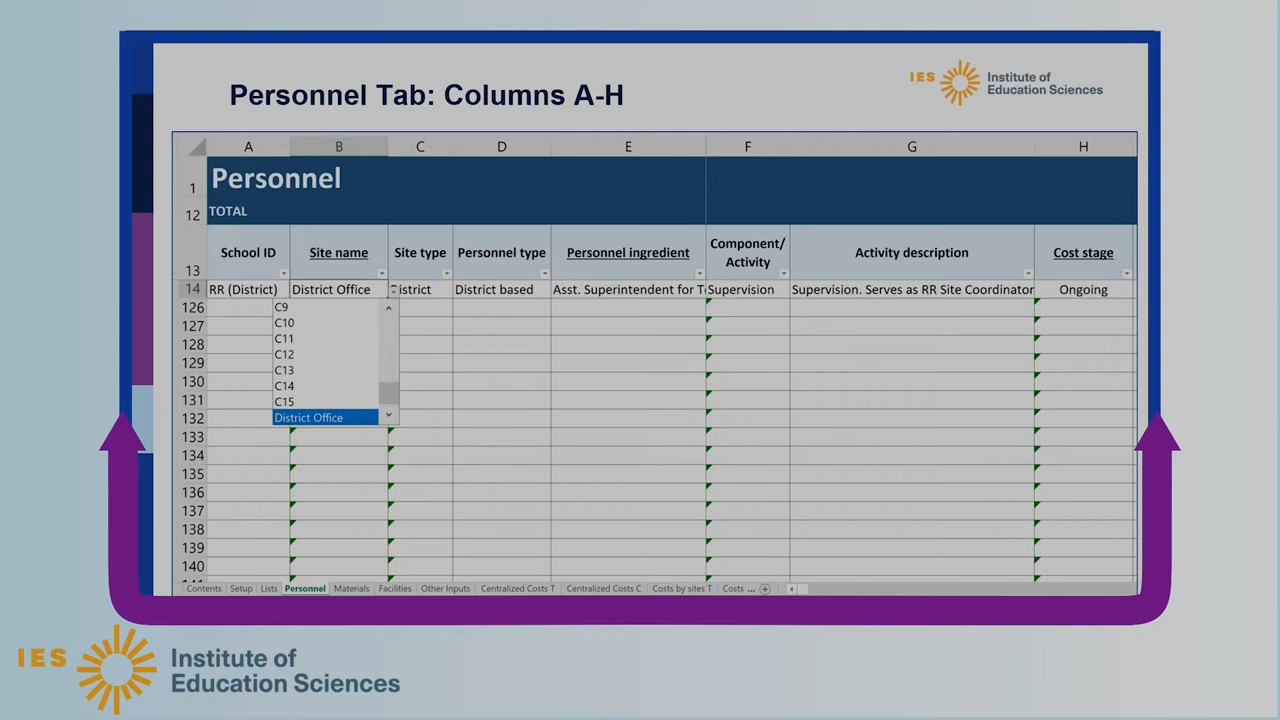 Personnel Tab: Columns A-H
IES Institute of
Education Sciences
A B C D E F G H
1 Personnel
12 TOTAL
13 School ID Site name Site type Personnel type Personnel ingredient Component/ Activity Activity description Cost stage
14 RR (District) District Office District District based Asst. Superintendent for T Supervision Supervision. Serves as RR Site Coordinator Ongoing
126 C9
127 C10
128 C11
129 C12
130 C13
131 C14
C15
132 District Office
133
134
135
136
137
138
139
140
Contents Setup Lists Personnel Materials Facilities Other Inputs Centralized Costs T Centralized Costs C Costs by sites T Costs ...
IES Institute of
Education Sciences